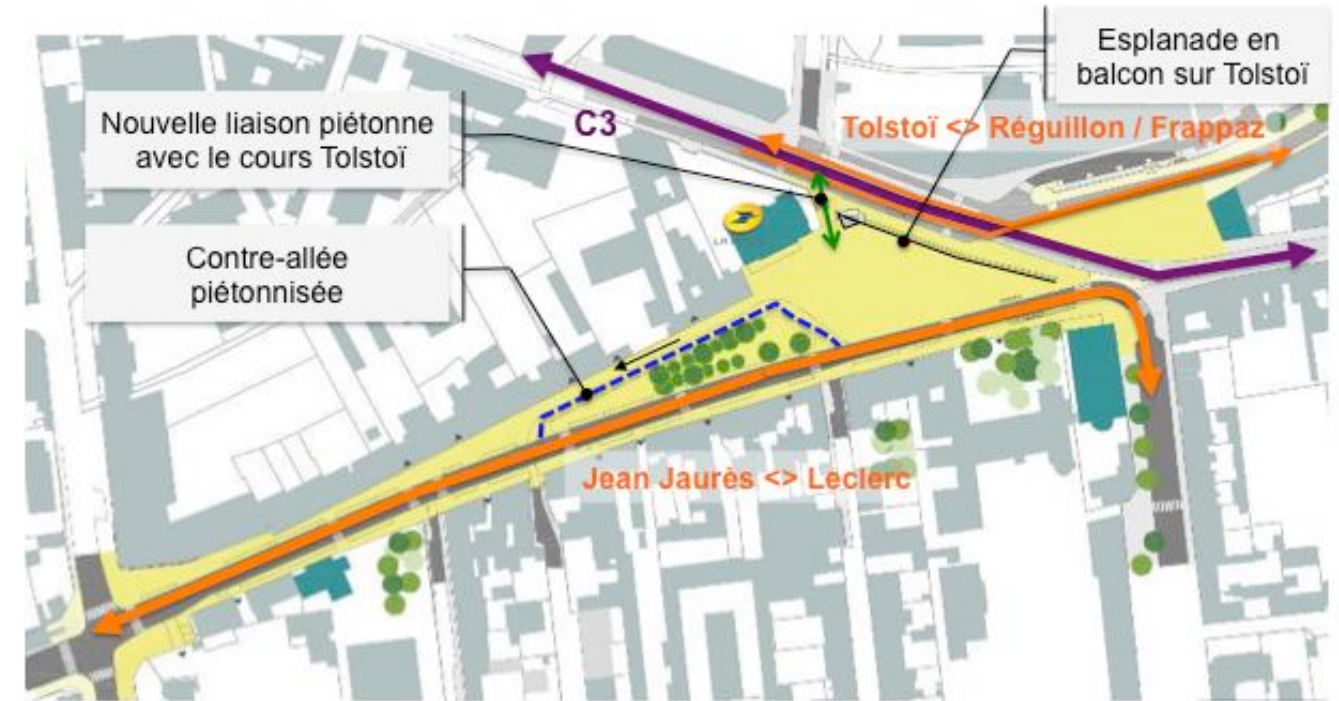 Esplanade en
balcon sur Tolstoï
Nouvelle liaison piétonne
avec le cours Tolstoï
C3
Tolstoï <> Réguillon / Frappaz
Contre-allée
piétonnisée
Jean Jaurès <> Leclerc